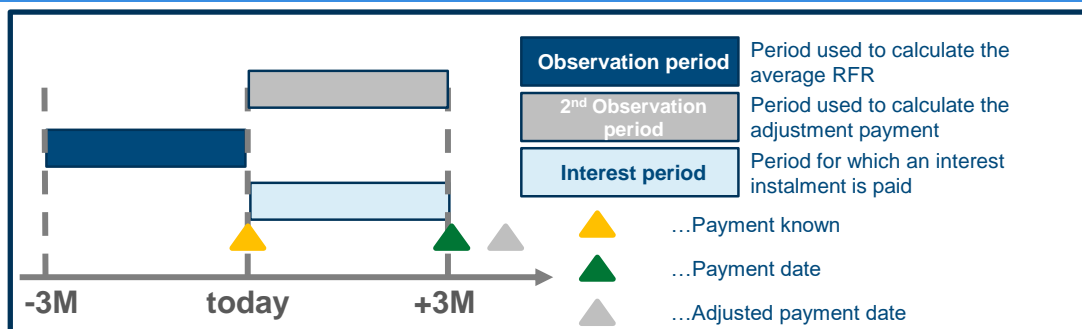 Observation period
Period used to calculate the
average RFR
2nd Observation
period
Period used to calculate the
adjustment payment
Interest period
Period for which an interest
instalment is paid
…Payment known
…Payment date
…Adjusted payment date
-3M today +3M